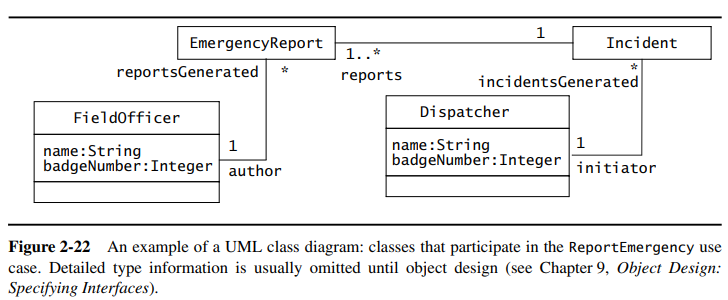 EmergencyReport
1
Incident
1..*
reportsGenerated
*
reports
*
incidentsGenerated
FieldOfficer
name:String
badgeNumber:Integer
1
author
Dispatcher
name:String
badgeNumber:Integer
1
initiator
Figure 2-22 An example of a UML class diagram: classes that participate in the ReportEmergency use
case. Detailed type information is usually omitted until object design (see Chapter 9, Object Design:
Specifying Interfaces).